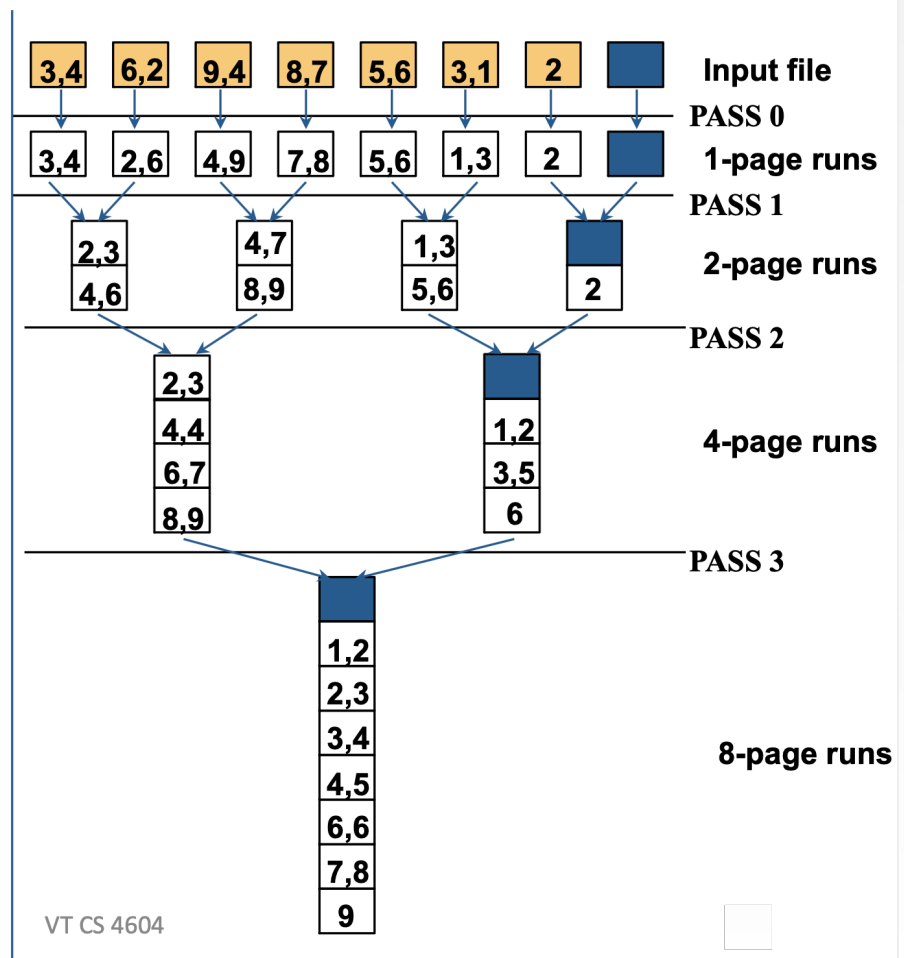 3,4 6,2 9,4 8,7 5,6 3,1 2 Input file
PASS 0
3,4 2,6 4,9 7,8 5,6 1,3 2 1-page runs
PASS 1
2,3 4,7 1,3
2-page runs
4,6 8,9 5,6 2
PASS 2
2,3
4,4 1,2 4-page runs
6,7 3,5
8,9 6
PASS 3
1,2
2,3
3,4
8-page runs
4,5
6,6
7,8
9
VT CS 4604